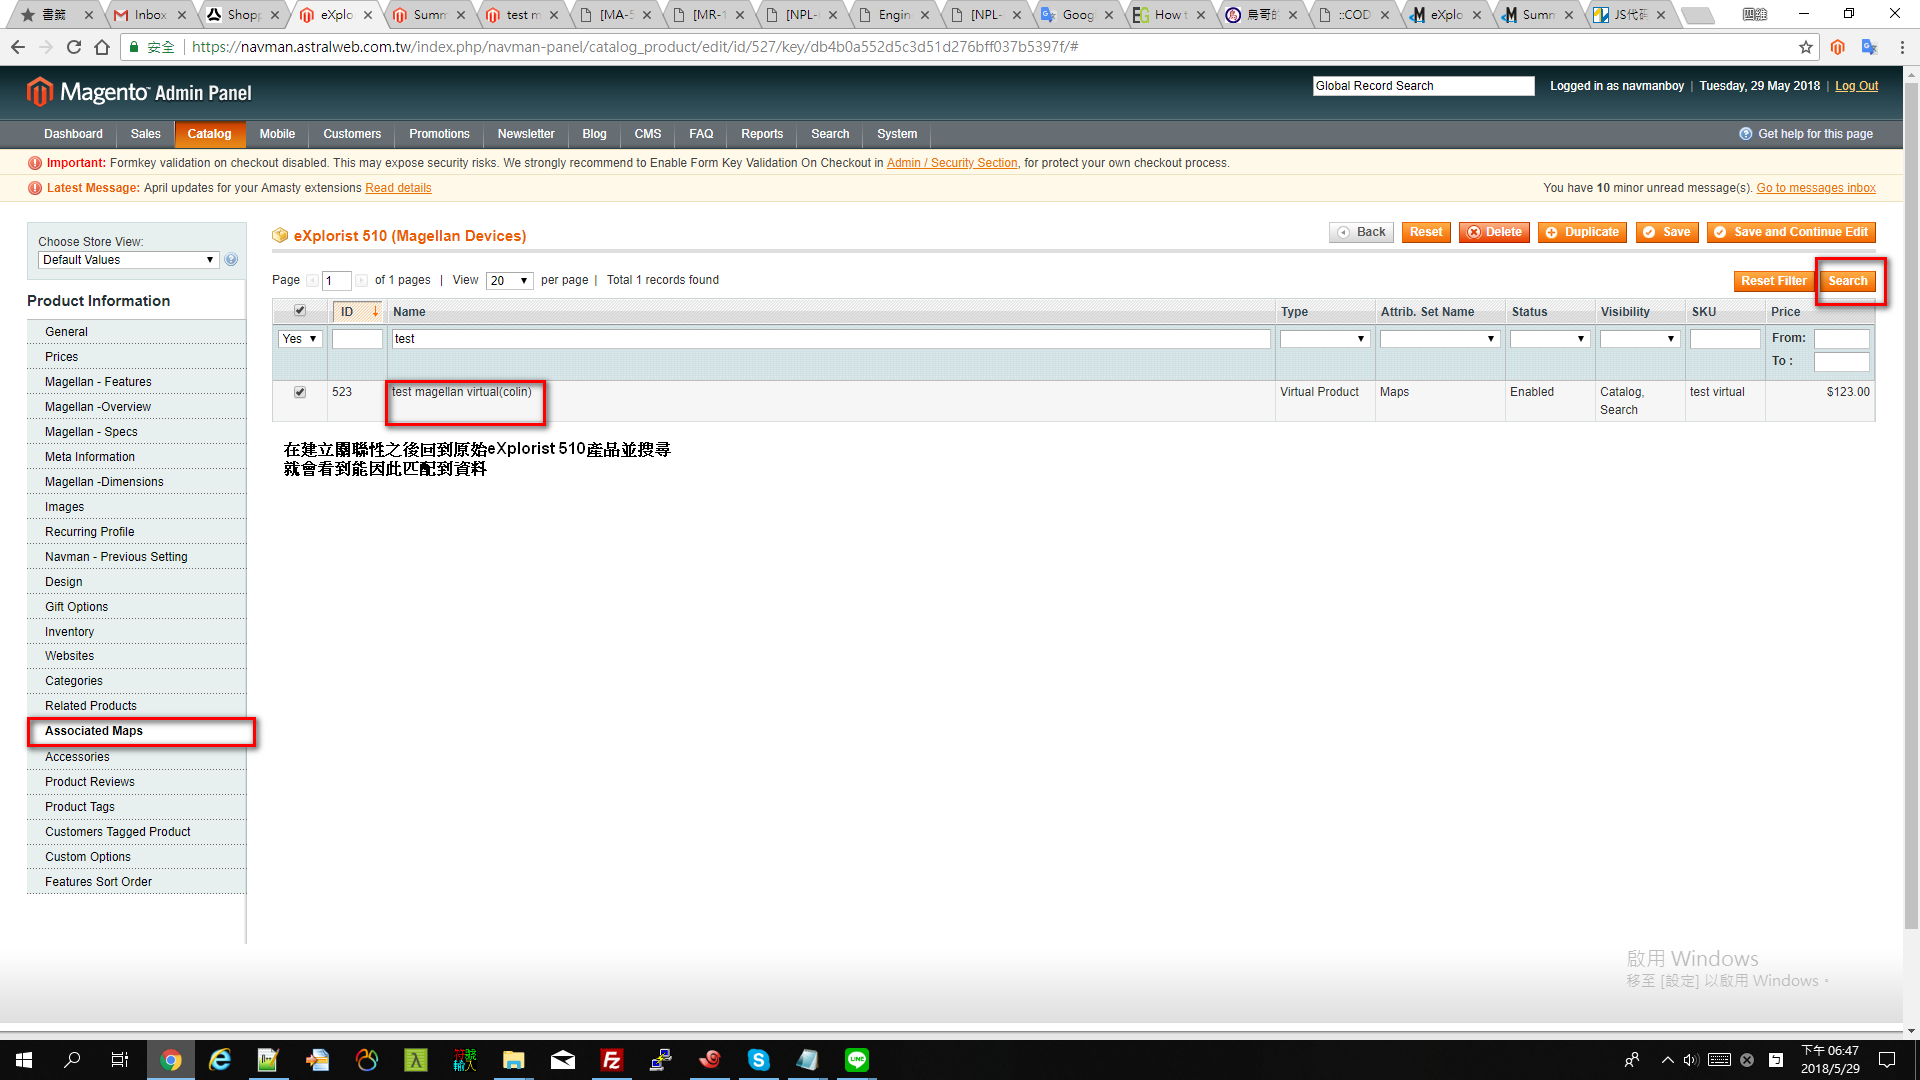 書籤 Inbox Shopp eXplo Summ test m [MA-5 [MR-1 [NPL- Engin [NPL- Goog How t 鳥哥的 ::COD eXplo Summ JS代碼 四維
安全 | https://navman.astralweb.com.tw/index.php/navman-panel/catalog_product/edit/id/527/key/db4b0a552d5c3d51d276bff037b5397f/#
Magento Admin Panel
Global Record Search
Logged in as navmanboy | Tuesday, 29 May 2018 | Log Out
Dashboard Sales Catalog Mobile Customers Promotions Newsletter Blog CMS FAQ Reports Search System
Get help for this page
Important: Formkey validation on checkout disabled. This may expose security risks. We strongly recommend to Enable Form Key Validation On Checkout in Admin / Security Section, for protect your own checkout process.
Latest Message: April updates for your Amasty extensions Read details
You have 10 minor unread message(s). Go to messages inbox
Choose Store View:
Default Values
Product Information
General
Prices
Magellan - Features
Magellan -Overview
Magellan - Specs
Meta Information
Magellan -Dimensions
Images
Recurring Profile
Navman - Previous Setting
Design
Gift Options
Inventory
Websites
Categories
Related Products
Associated Maps
Accessories
Product Reviews
Product Tags
Customers Tagged Product
Custom Options
Features Sort Order
eXplorist 510 (Magellan Devices)
Back Reset Delete Duplicate Save Save and Continue Edit
Page 1 of 1 pages | View 20 per page | Total 1 records found
Reset Filter Search
ID Name Type Attrib. Set Name Status Visibility SKU Price
Yes test From:
To :
523 test magellan virtual(colin) Virtual Product Maps Enabled Catalog, Search test virtual $123.00
在建立關聯性之後回到原始eXplorist 510產品並搜尋
就會看到能因此匹配到資料
啟用 Windows
移至 [設定] 以啟用 Windows。
符號
輸人
下午 06:47
2018/5/29